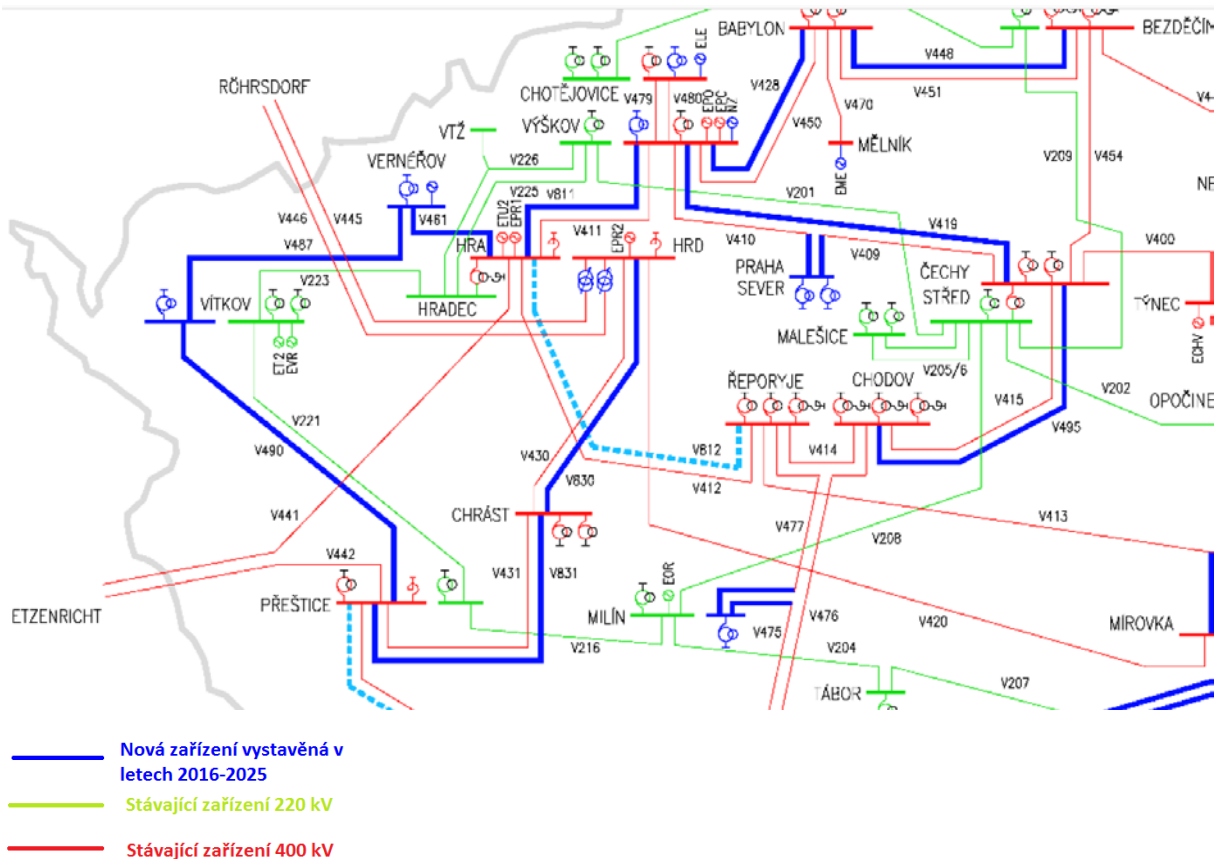 BABYLON
BEZDĚČÍN
ELE
V448
RÖHRSDORF
CHOTĚJOVICE
V479
V480
EPO
EPC
NZ
V428
V451
V470
V450
VTŽ
VÝŠKOV
MĚLNÍK
EME
V209
V454
VERNÉŘOV
V226
V225
V811
V201
V461
V446
V445
V487
ETU2
EPR1
V411
EPR2
HRA
HRD
V410
V419
V409
V400
PRAHA
SEVER
ČECHY
STŘED
VÍTKOV
V223
HRADEC
TÝNEC
ECHV
ET2
EVR
MALEŠICE
V205/6
V202
ŘEPORYJE
CHODOV
V415
OPOČINE
V221
V495
V490
V430
V630
V812
V414
V412
V441
CHRÁST
V477
V413
V208
V442
V431
V831
EOR
PŘEŠTICE
ETZENRICHT
MILÍN
V476
V475
V420
MÍROVKA
V216
V204
TÁBOR
V207
Nová zařízení vystavěná v
letech 2016-2025
Stávající zařízení 220 kV
Stávající zařízení 400 kV